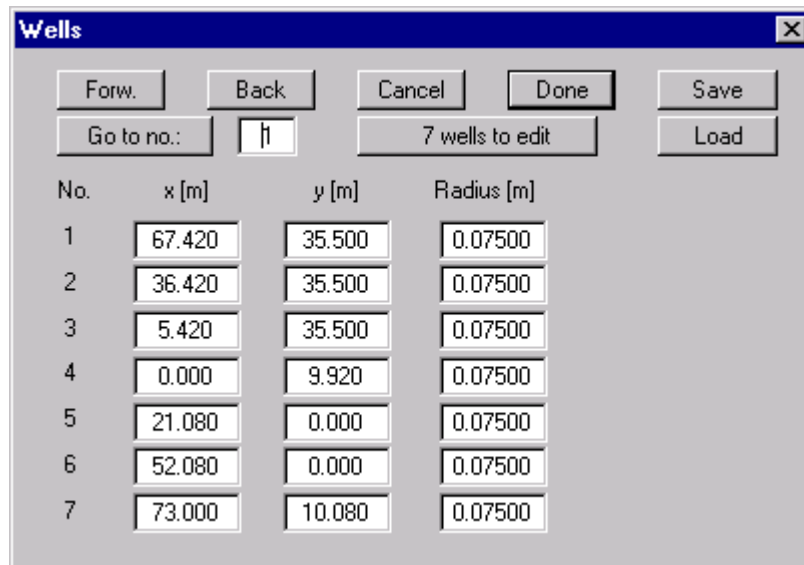 Wells
Forw. Back Cancel Done Save
Go to no.: 1 7 wells to edit Load
No. x [m] y [m] Radius [m]
1 67.420 35.500 0.07500
2 36.420 35.500 0.07500
3 5.420 35.500 0.07500
4 0.000 9.920 0.07500
5 21.080 0.000 0.07500
6 52.080 0.000 0.07500
7 73.000 10.080 0.07500